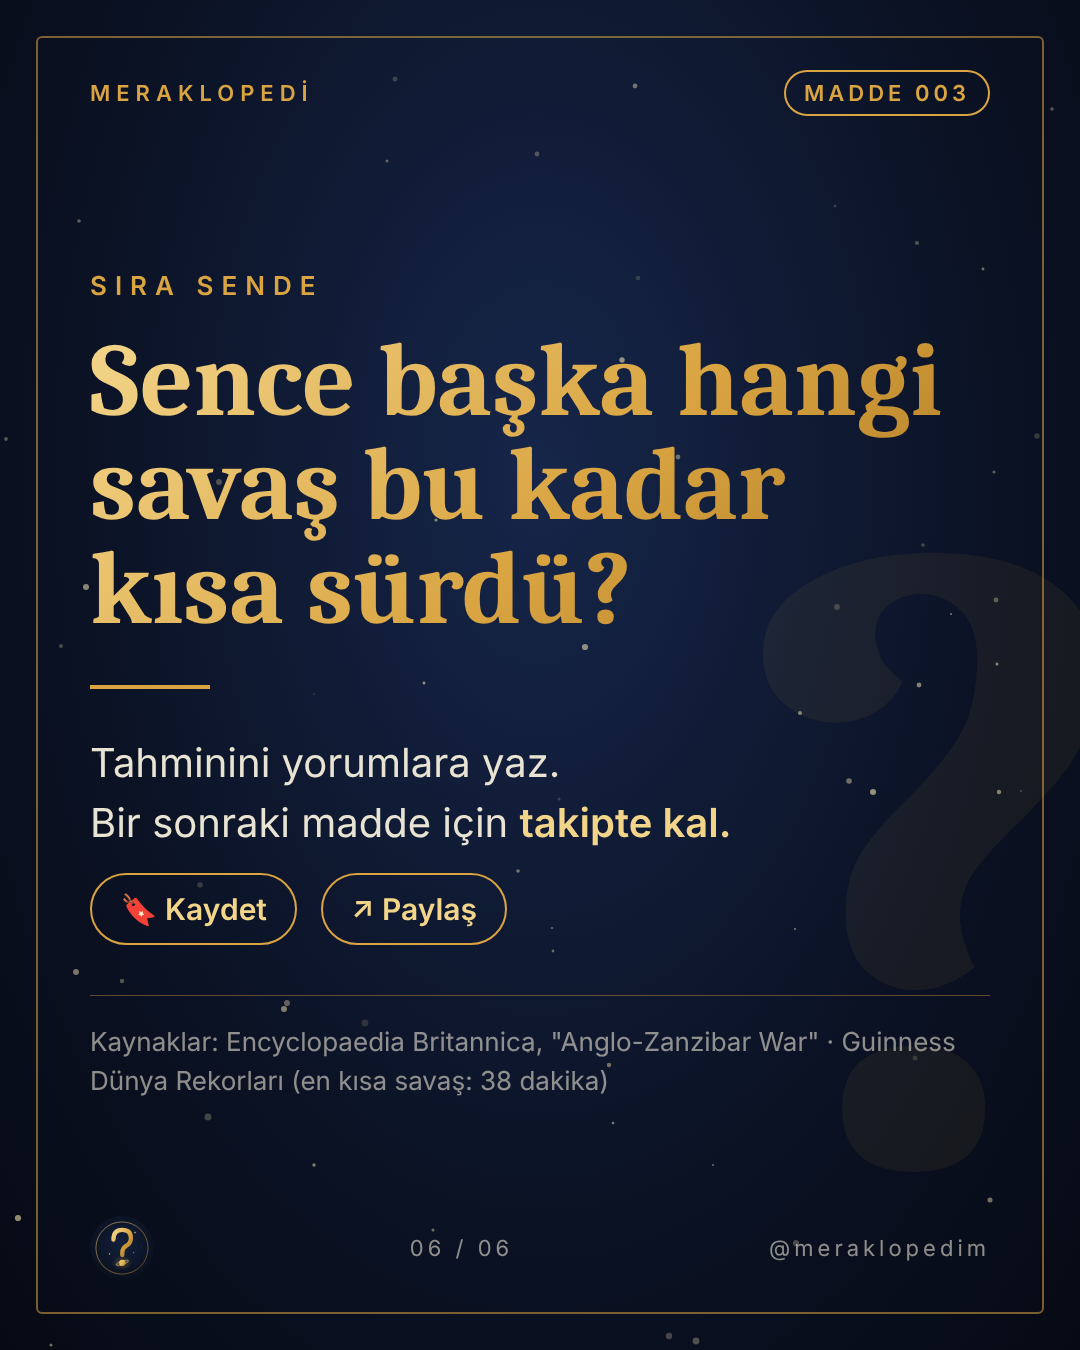 MERAKLOPEDİ
MADDE 003
SIRA SENDE
Sence başka hangi
savaş bu kadar
kısa sürdü?
Tahminini yorumlara yaz.
Bir sonraki madde için takipte kal.
🔖 Kaydet
↗ Paylaş
Kaynaklar: Encyclopaedia Britannica, "Anglo-Zanzibar War" · Guinness
Dünya Rekorları (en kısa savaş: 38 dakika)
06 / 06
@meraklopedim